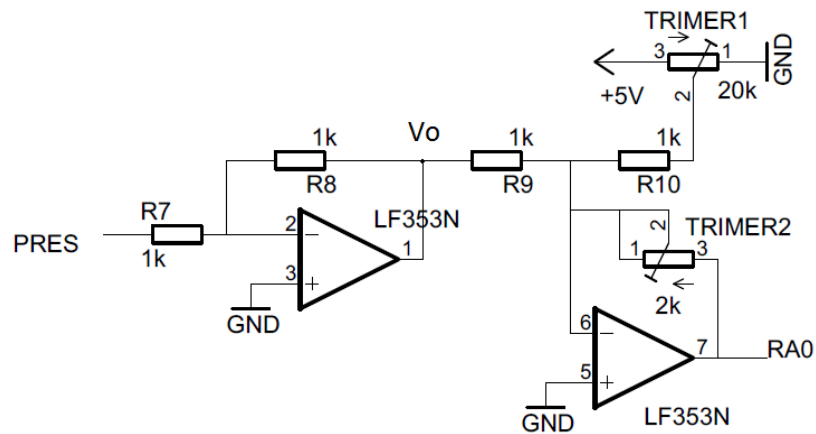 TRIMER1
3
1
GND
+5V
2
20k
1k
Vo
1k
1k
R8
R9
R10
R7
LF353N
2
TRIMER2
PRES
2
1
1
3
1k
3
2k
GND
6
7
RA0
5
GND
LF353N